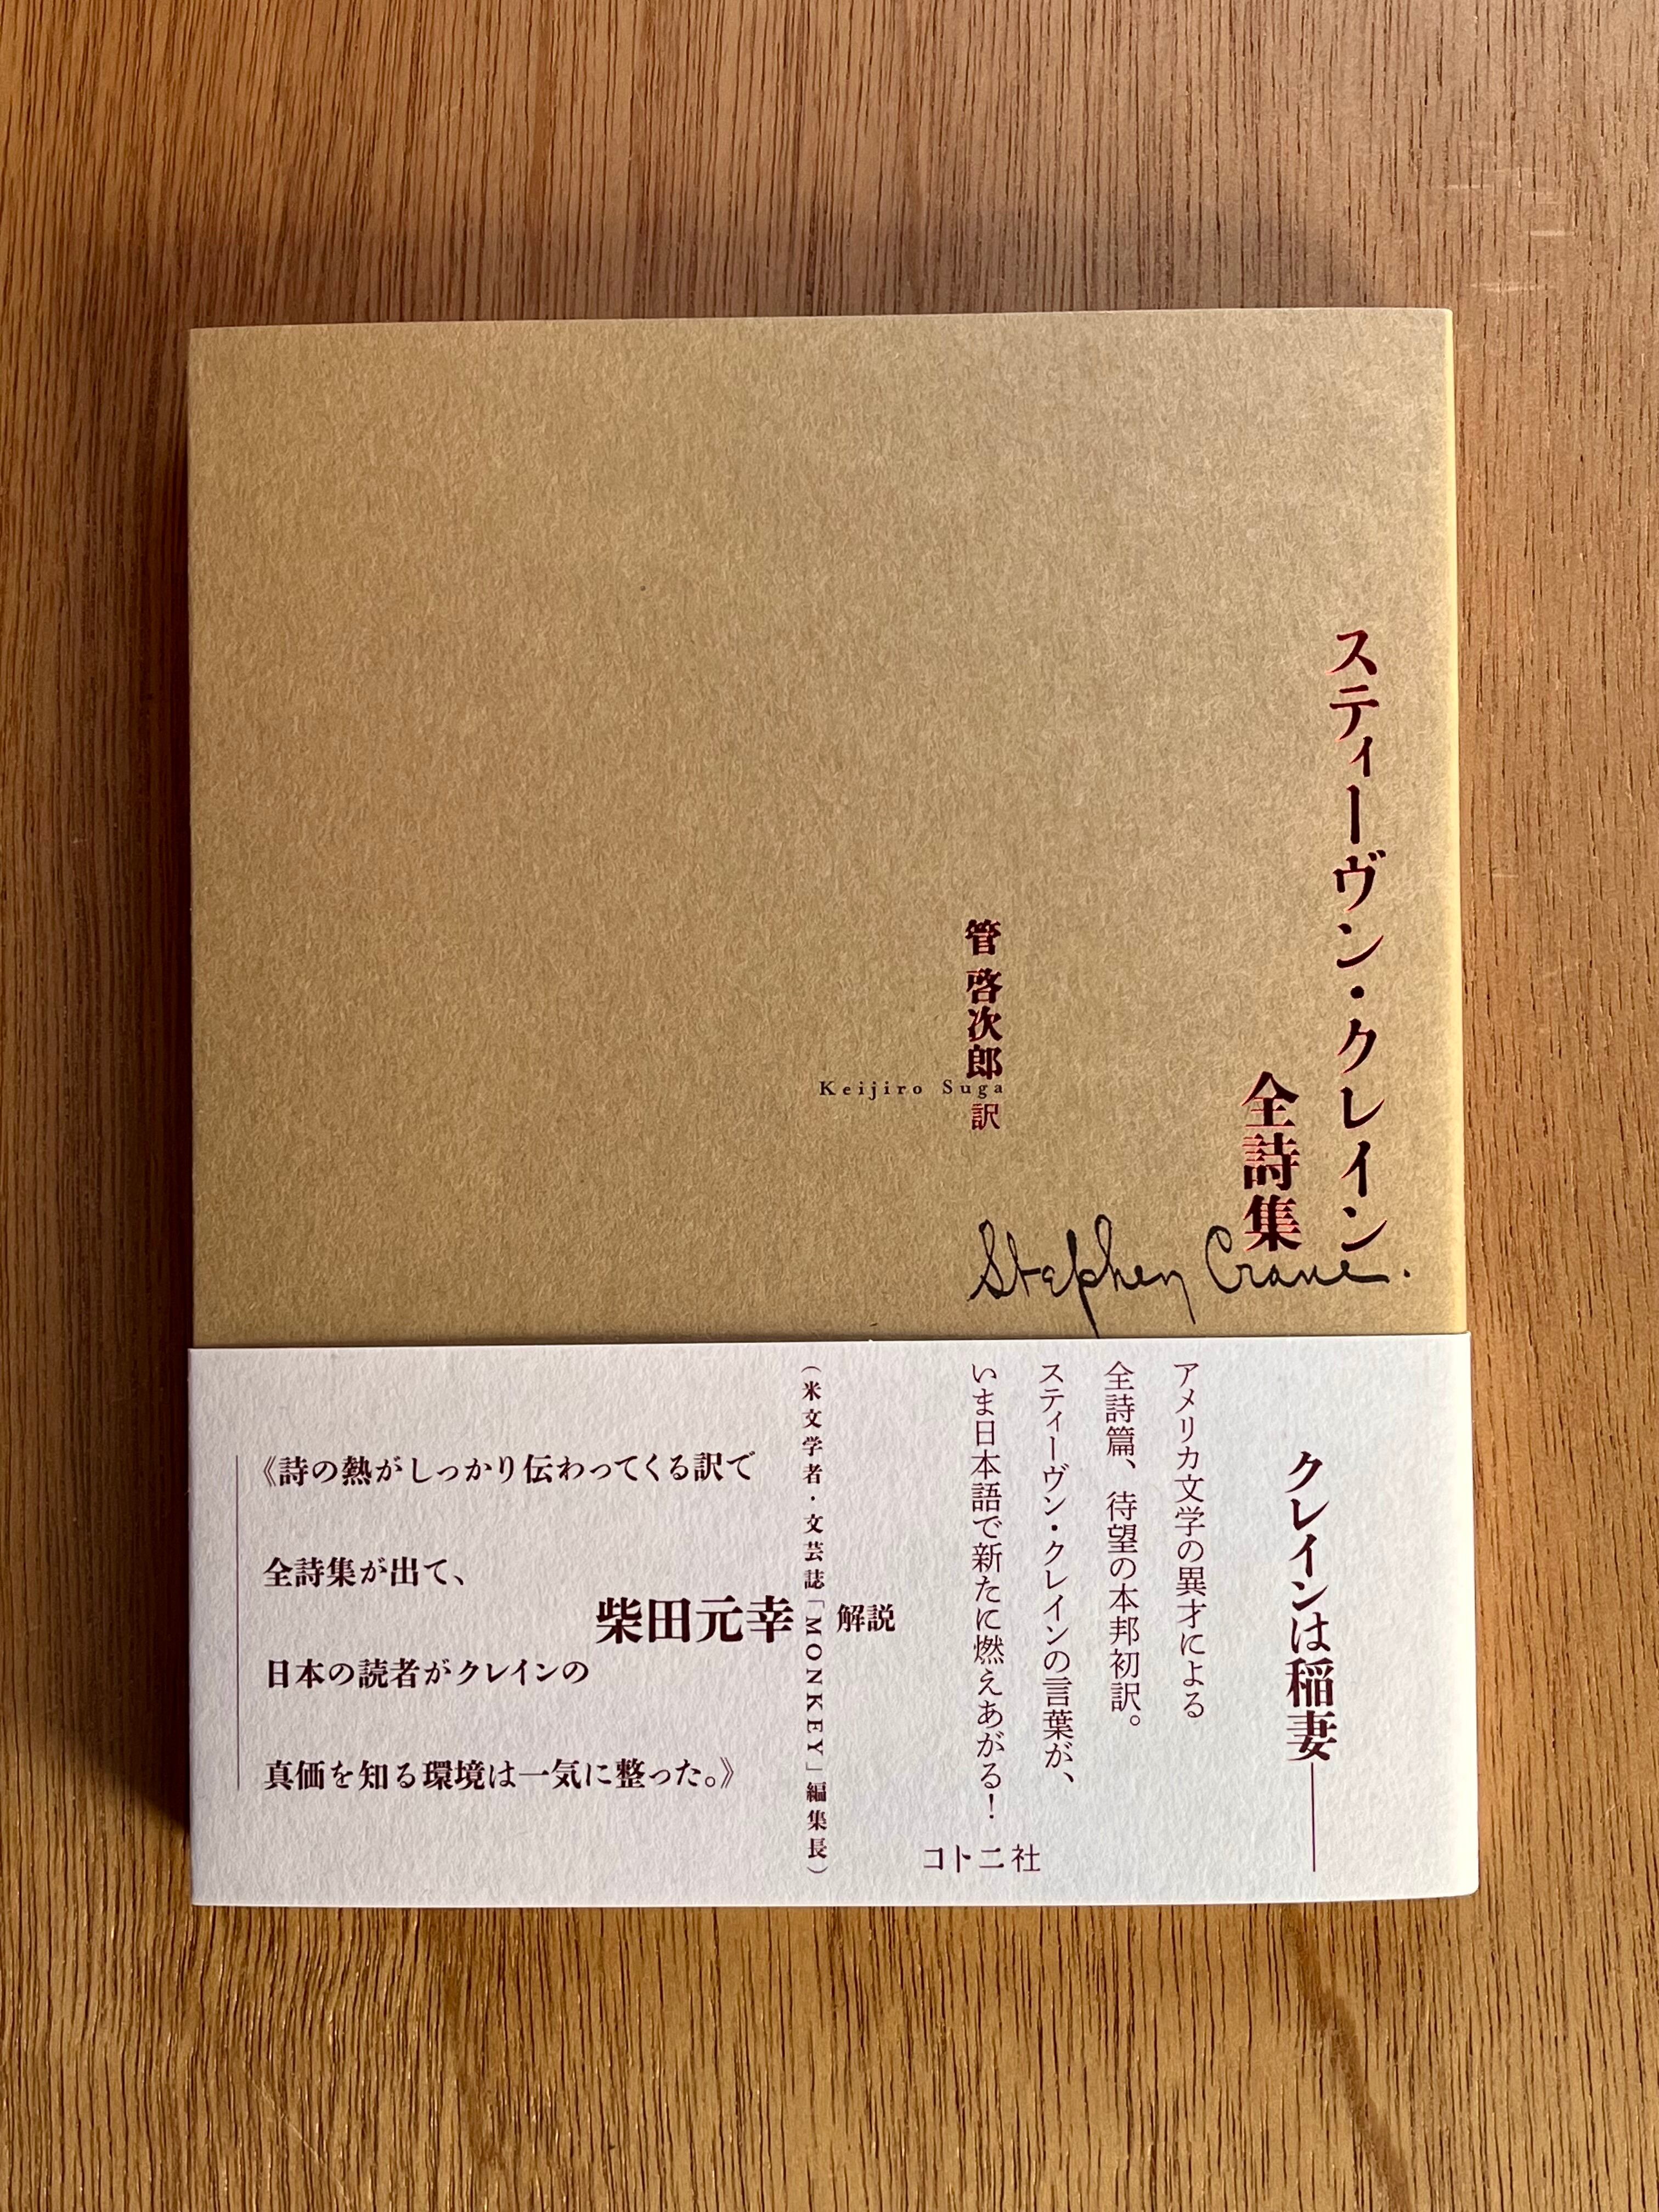 スティーヴン・クレイン
全詩集
Stephen Crane.
管 啓次郎 訳
Keijiro Suga
クレインは稲妻――
アメリカ文学の異才による
全詩篇、待望の本邦初訳。
スティーヴン・クレインの言葉が、
いま日本語で新たに燃えあがる!
コトニ社
《詩の熱がしっかり伝わってくる訳で
全詩集が出て、
日本の読者がクレインの
真価を知る環境は一気に整った。》
柴田元幸
(米文学者・文芸誌「MONKEY」編集長)
解説